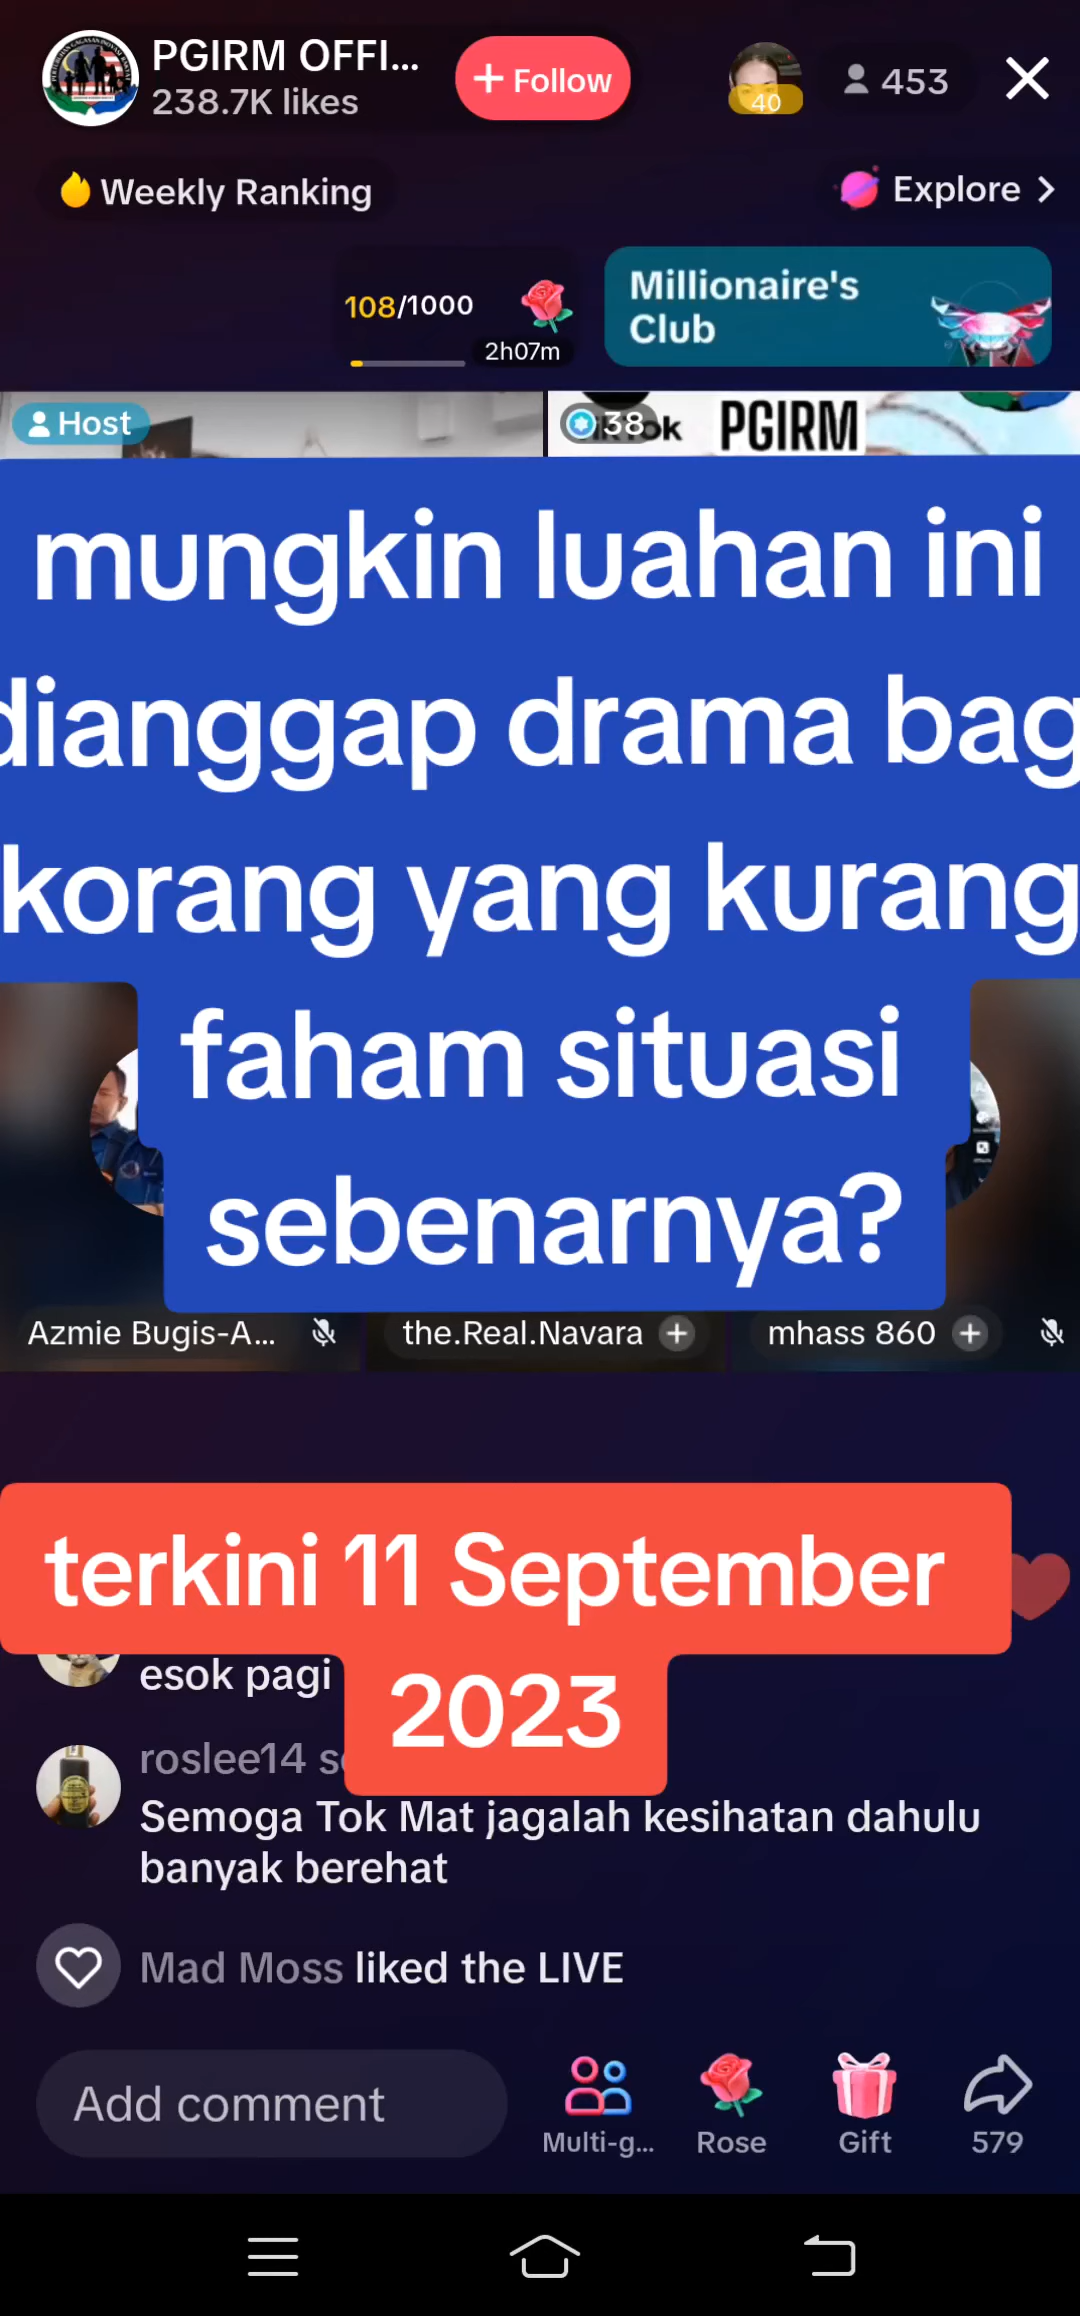 PGIRM OFFI...
238.7K likes
+ Follow
40
453
Weekly Ranking
Explore >
108/1000
2h07m
Millionaire's
Club
Host
38
ok
PGIRM
mungkin luahan ini
dianggap drama bag
korang yang kurang
faham situasi
sebenarnya?
Azmie Bugis-A...
the.Real.Navara
mhass 860
terkini 11 September
2023
esok pagi
roslee14
Semoga Tok Mat jagalah kesihatan dahulu
banyak berehat
Mad Moss liked the LIVE
Add comment
Multi-g...
Rose
Gift
579